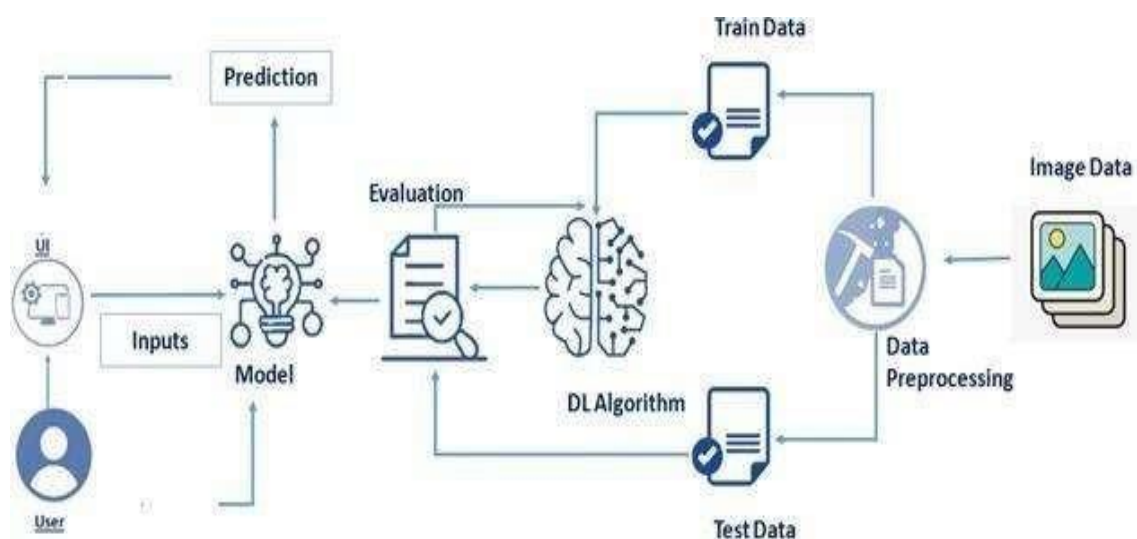 Train Data
Prediction
Image Data
Evaluation
UI
Inputs
Model
Data
Preprocessing
DL Algorithm
User
Test Data